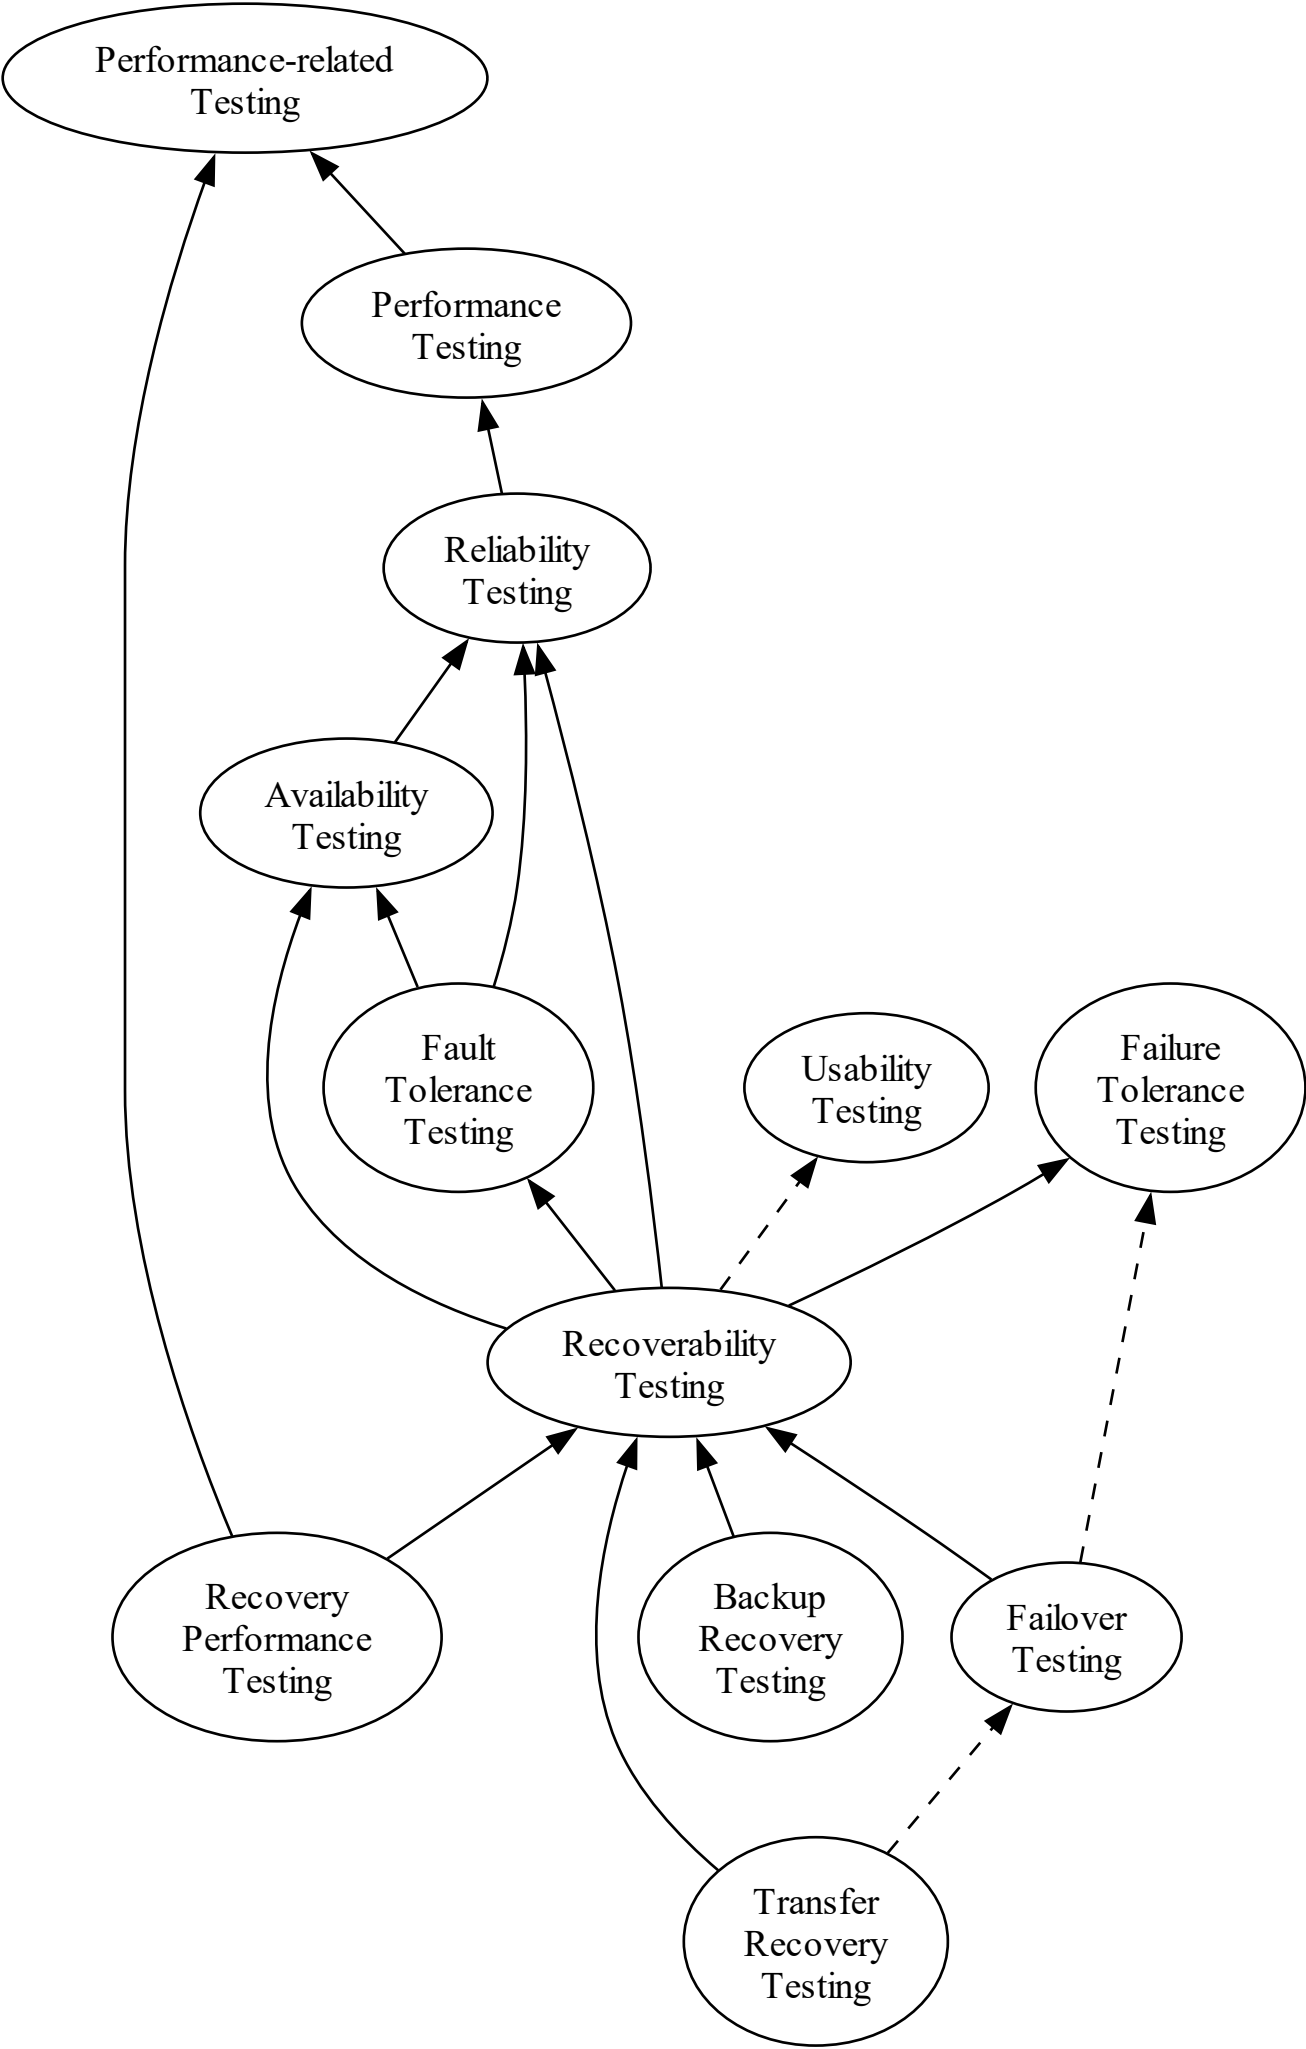 Performance-related
Testing
Performance
Testing
Reliability
Testing
Availability
Testing
Fault
Tolerance
Testing
Usability
Testing
Failure
Tolerance
Testing
Recoverability
Testing
Recovery
Performance
Testing
Backup
Recovery
Testing
Failover
Testing
Transfer
Recovery
Testing